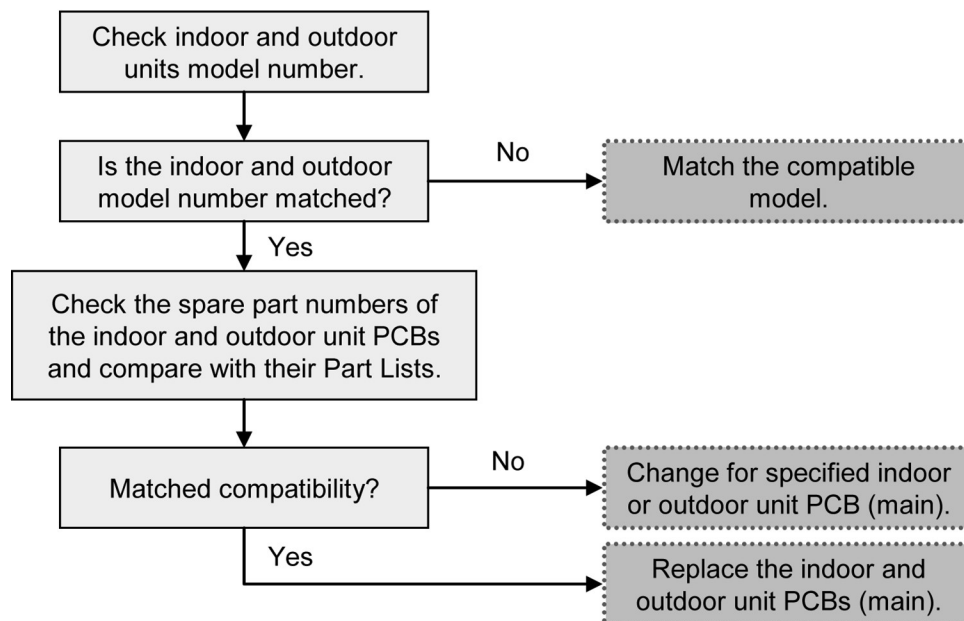 Check indoor and outdoor
units model number.
Is the indoor and outdoor
model number matched?
No
Match the compatible
model.
Yes
Check the spare part numbers of
the indoor and outdoor unit PCBs
and compare with their Part Lists.
Matched compatibility?
No
Change for specified indoor
or outdoor unit PCB (main).
Yes
Replace the indoor and
outdoor unit PCBs (main).